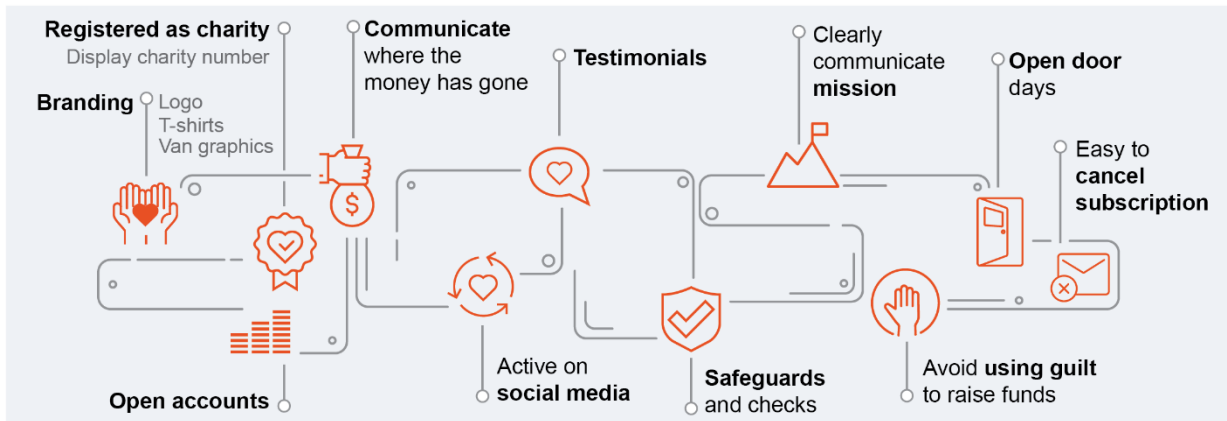 Registered as charity
Display charity number
Branding
Logo
T-shirts
Van graphics
Communicate
where the
money has gone
Testimonials
Clearly
communicate
mission
Open door
days
Easy to
cancel
subscription
$
Open accounts
Active on
social media
Safeguards
and checks
Avoid using guilt
to raise funds